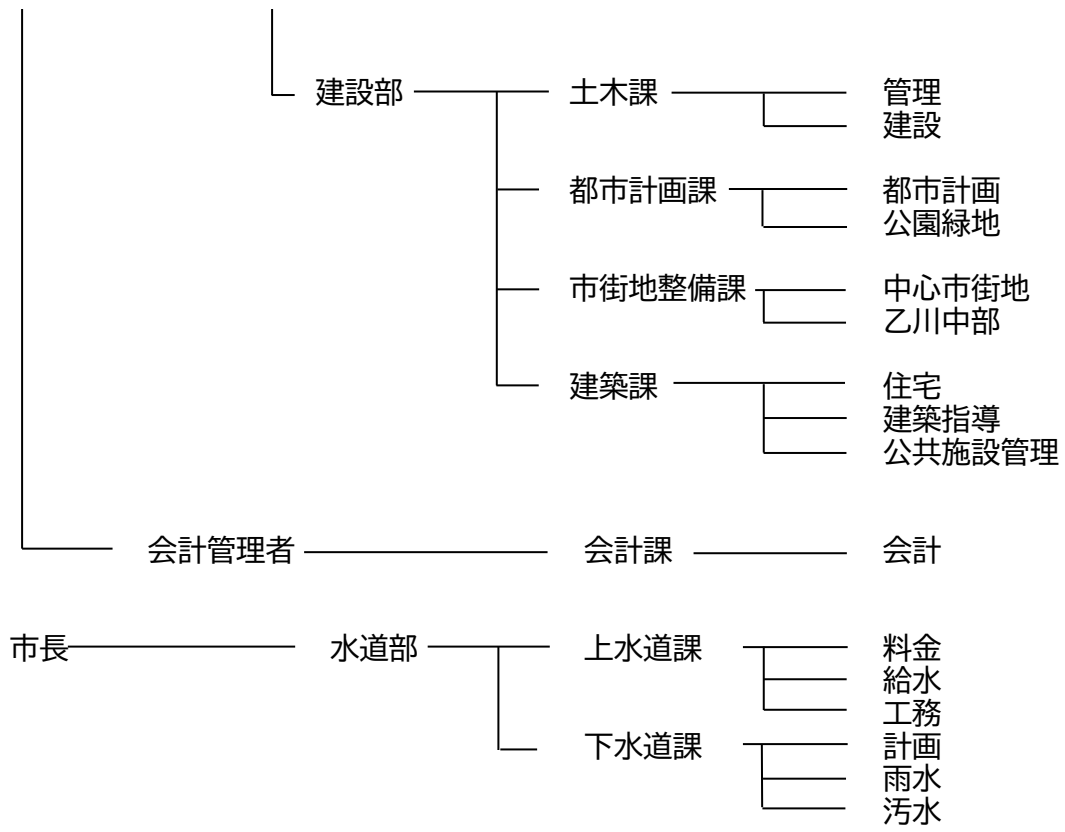 建設部 土木課 管理
建設
都市計画課 都市計画
公園緑地
市街地整備課 中心市街地
乙川中部
建築課 住宅
建築指導
公共施設管理
会計管理者 会計課 会計
市長 水道部 上水道課 料金
給水
工務
下水道課 計画
雨水
汚水